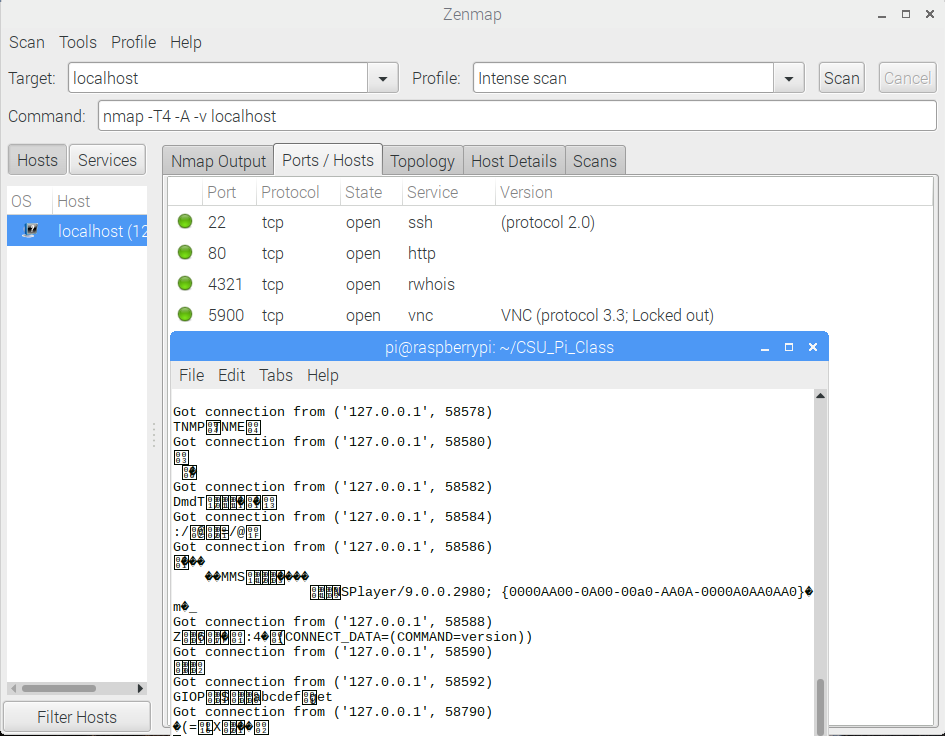 Zenmap
Scan Tools Profile Help
Target: localhost Profile: Intense scan Scan Cancel
Command: nmap -T4 -A -v localhost
Hosts Services Nmap Output Ports / Hosts Topology Host Details Scans
OS Host Port Protocol State Service Version
localhost (12 22 tcp open ssh (protocol 2.0)
80 tcp open http
4321 tcp open rwhois
5900 tcp open vnc VNC (protocol 3.3; Locked out)
pi@raspberrypi: ~/CSU_Pi_Class
File Edit Tabs Help
Got connection from ('127.0.0.1', 58578)
TNMP TNME
Got connection from ('127.0.0.1', 58580)
Got connection from ('127.0.0.1', 58582)
DmdT
Got connection from ('127.0.0.1', 58584)
:/ /@
Got connection from ('127.0.0.1', 58586)
MMS
NSPlayer/9.0.0.2980; {0000AA00-0A00-00a0-AA0A-0000A0AA0AA0}�
m�_
Got connection from ('127.0.0.1', 58588)
Z :4� (CONNECT_DATA=(COMMAND=version))
Got connection from ('127.0.0.1', 58590)
Got connection from ('127.0.0.1', 58592)
GIOP abcdef get
Got connection from ('127.0.0.1', 58790)
�(= X
Filter Hosts